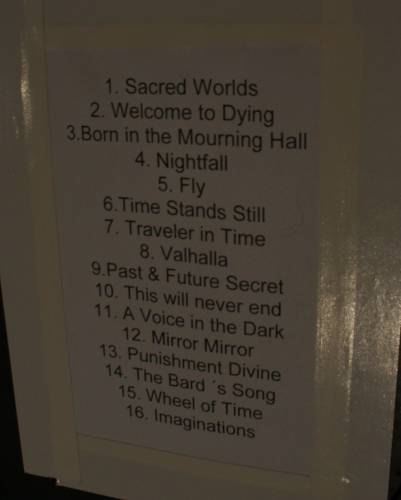 1. Sacred Worlds
2. Welcome to Dying
3.Born in the Mourning Hall
4. Nightfall
5. Fly
6.Time Stands Still
7. Traveler in Time
8. Valhalla
9.Past & Future Secret
10. This will never end
11. A Voice in the Dark
12. Mirror Mirror
13. Punishment Divine
14. The Bard ´s Song
15. Wheel of Time
16. Imaginations